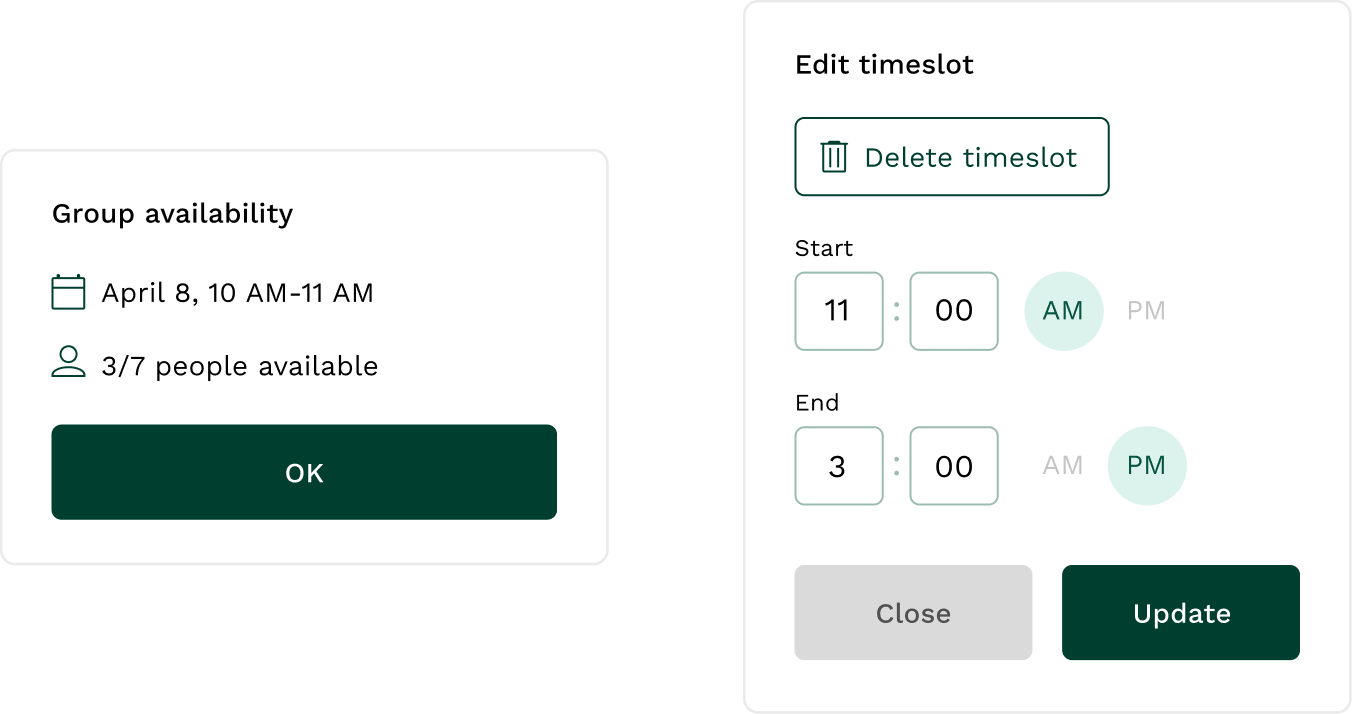 Group availability
April 8, 10 AM-11 AM
3/7 people available
OK
Edit timeslot
Delete timeslot
Start
11 : 00 AM PM
End
3 : 00 AM PM
Close Update